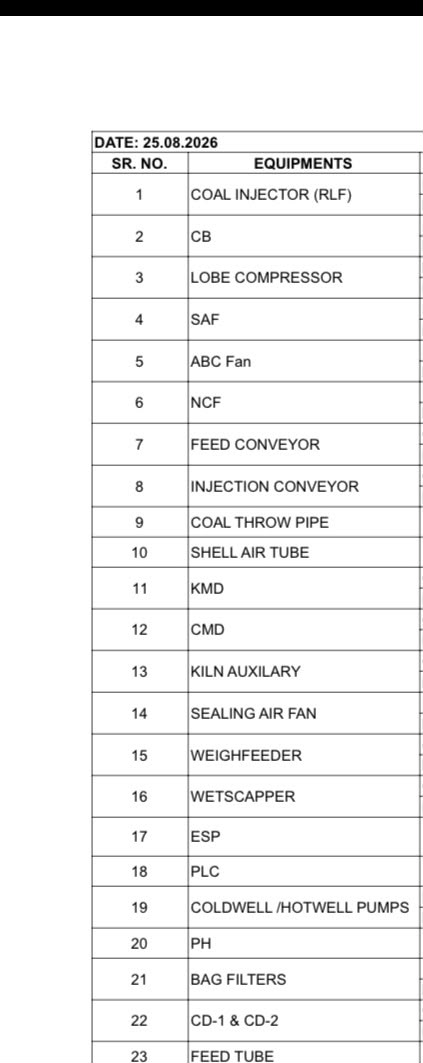 DATE: 25.08.2026
SR. NO. EQUIPMENTS
1 COAL INJECTOR (RLF)
2 CB
3 LOBE COMPRESSOR
4 SAF
5 ABC Fan
6 NCF
7 FEED CONVEYOR
8 INJECTION CONVEYOR
9 COAL THROW PIPE
10 SHELL AIR TUBE
11 KMD
12 CMD
13 KILN AUXILARY
14 SEALING AIR FAN
15 WEIGHFEEDER
16 WETSCAPPER
17 ESP
18 PLC
19 COLDWELL /HOTWELL PUMPS
20 PH
21 BAG FILTERS
22 CD-1 & CD-2
23 FEED TUBE